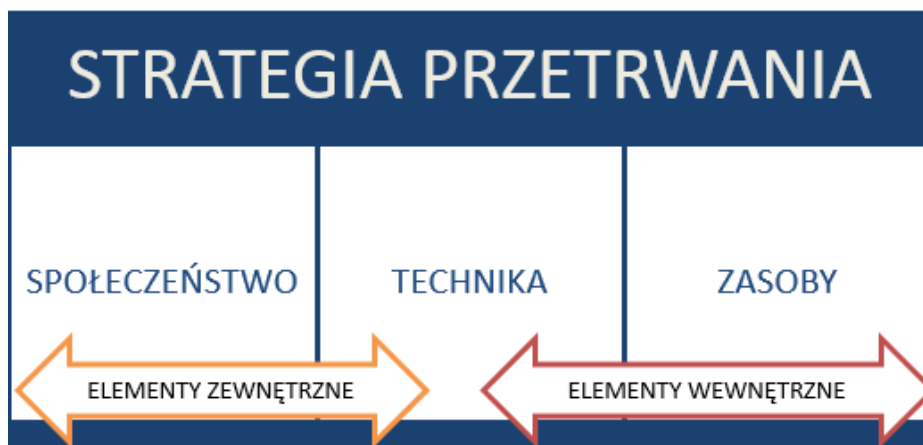 STRATEGIA PRZETRWANIA
SPOŁECZEŃSTWO
TECHNIKA
ZASOBY
ELEMENTY ZEWNĘTRZNE
ELEMENTY WEWNĘTRZNE